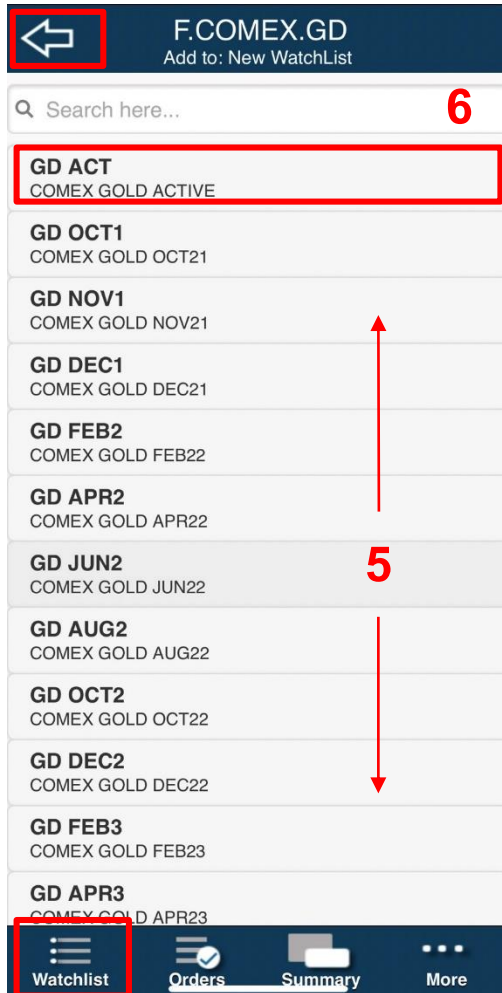 F.COMEX.GD
Add to: New WatchList
Search here...
6
GD ACT
COMEX GOLD ACTIVE
GD OCT1
COMEX GOLD OCT21
GD NOV1
COMEX GOLD NOV21
GD DEC1
COMEX GOLD DEC21
GD FEB2
COMEX GOLD FEB22
GD APR2
COMEX GOLD APR22
GD JUN2
COMEX GOLD JUN22
5
GD AUG2
COMEX GOLD AUG22
GD OCT2
COMEX GOLD OCT22
GD DEC2
COMEX GOLD DEC22
GD FEB3
COMEX GOLD FEB23
GD APR3
COMEX GOLD APR23
Watchlist Orders Summary More